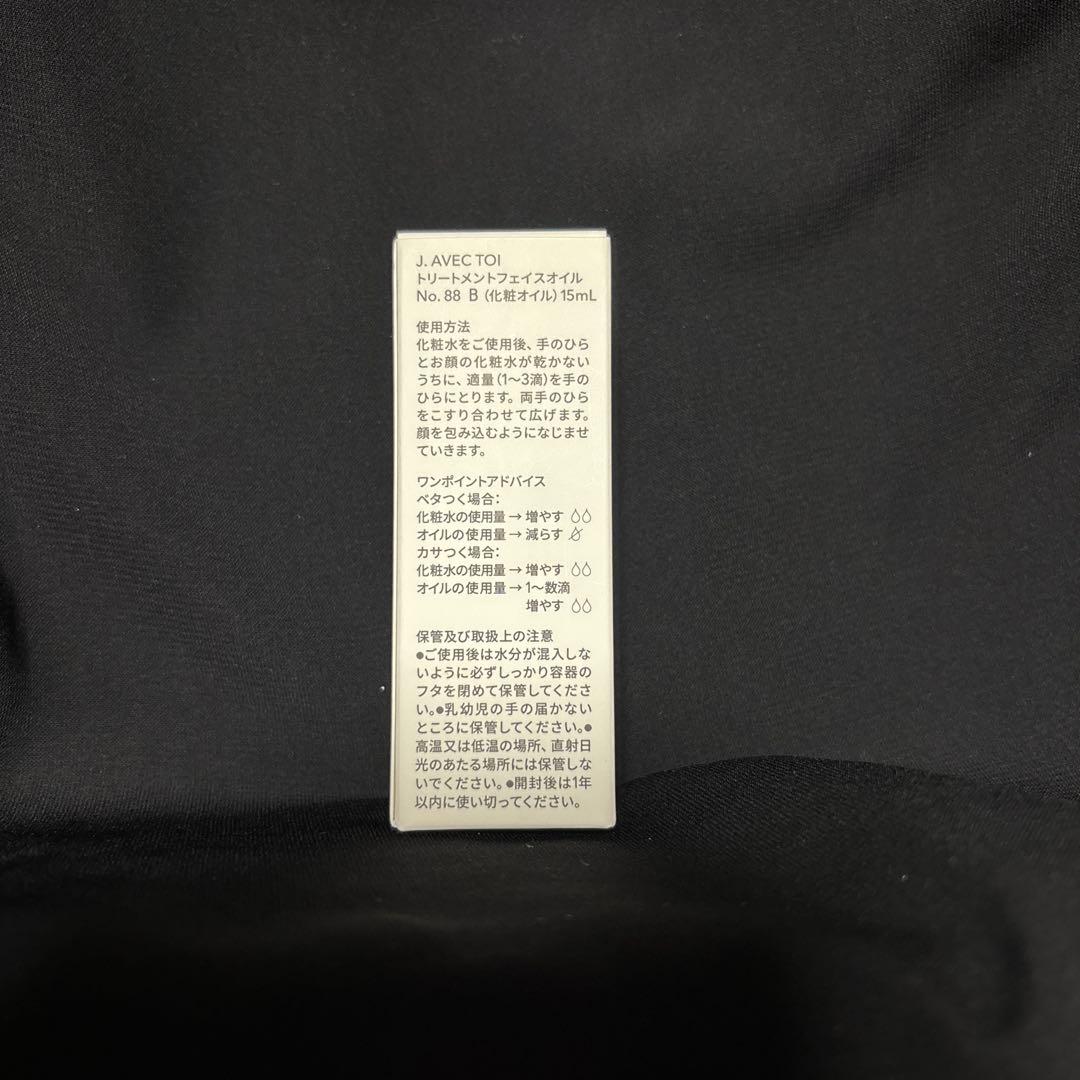 J. AVEC TOI
トリートメントフェイスオイル
No. 88 B（化粧オイル）15mL
使用方法
化粧水をご使用後、手のひら
とお顔の化粧水が乾かない
うちに、適量（1〜3滴）を手の
ひらにとります。両手のひら
をこすり合わせて広げます。
顔を包み込むようになじませ
ていきます。
ワンポイントアドバイス
ベタつく場合：
化粧水の使用量→増やす
オイルの使用量→減らす
カサつく場合：
化粧水の使用量→増やす
オイルの使用量→1〜数滴
増やす
保管及び取扱上の注意
●ご使用後は水分が混入しな
いように必ずしっかり容器の
フタを閉めて保管してくださ
い。●乳幼児の手の届かない
ところに保管してください。●
高温又は低温の場所、直射日
光のあたる場所には保管しな
いでください。●開封後は1年
以内に使い切ってください。